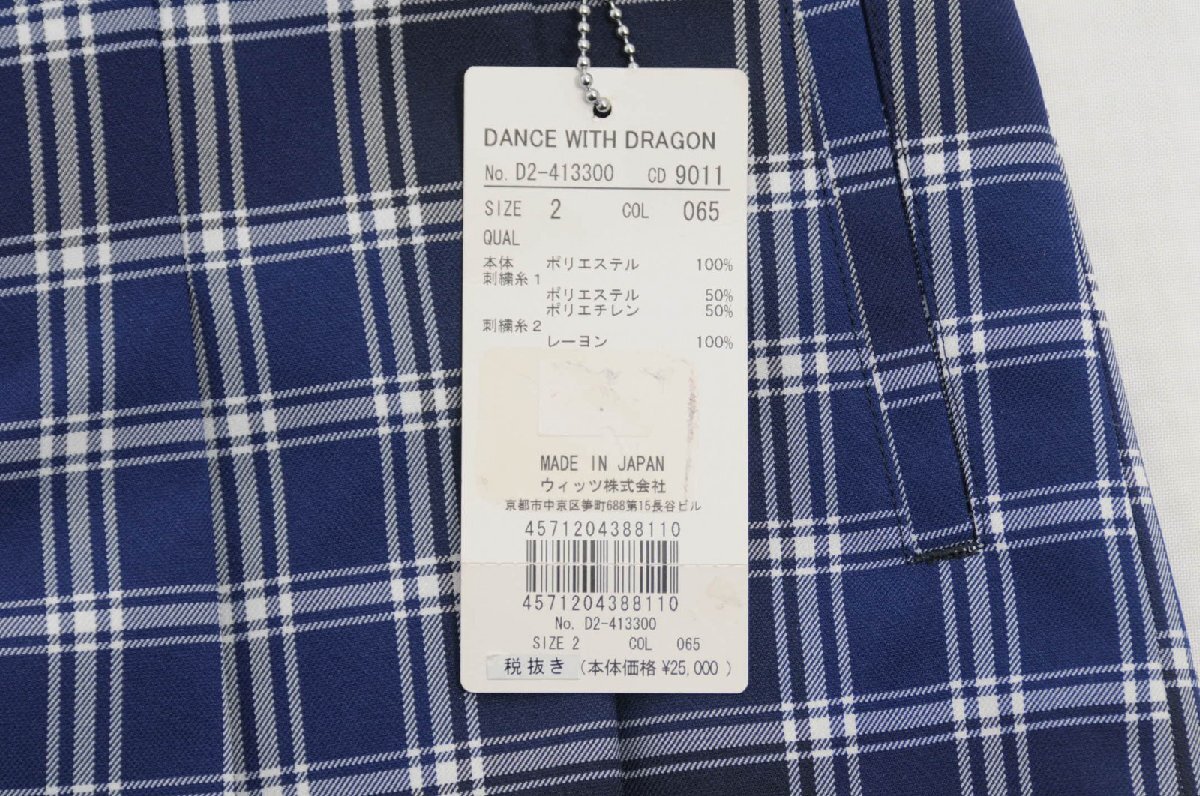 DANCE WITH DRAGON
No. D2-413300 CD 9011
SIZE 2 COL 065
QUAL
本体 ポリエステル 100%
刺繍糸1
ポリエステル 50%
ポリエチレン 50%
刺繍糸2
レーヨン 100%
MADE IN JAPAN
ウィッツ株式会社
京都市中京区笋町688第15長谷ビル
4571204388110
4571204388110
No. D2-413300
SIZE 2 COL 065
税抜き (本体価格 ¥25,000 )